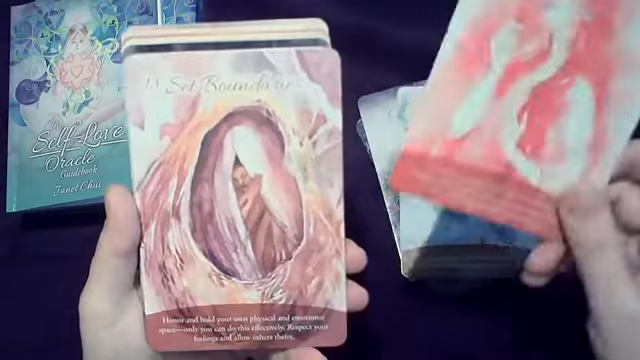 Self-Love
Oracle
Guidebook
Janet Chui
13 Set Boundaries
Honor and hold your own physical and emotional
space—only you can do this effectively. Respect your
feelings and allow others theirs.